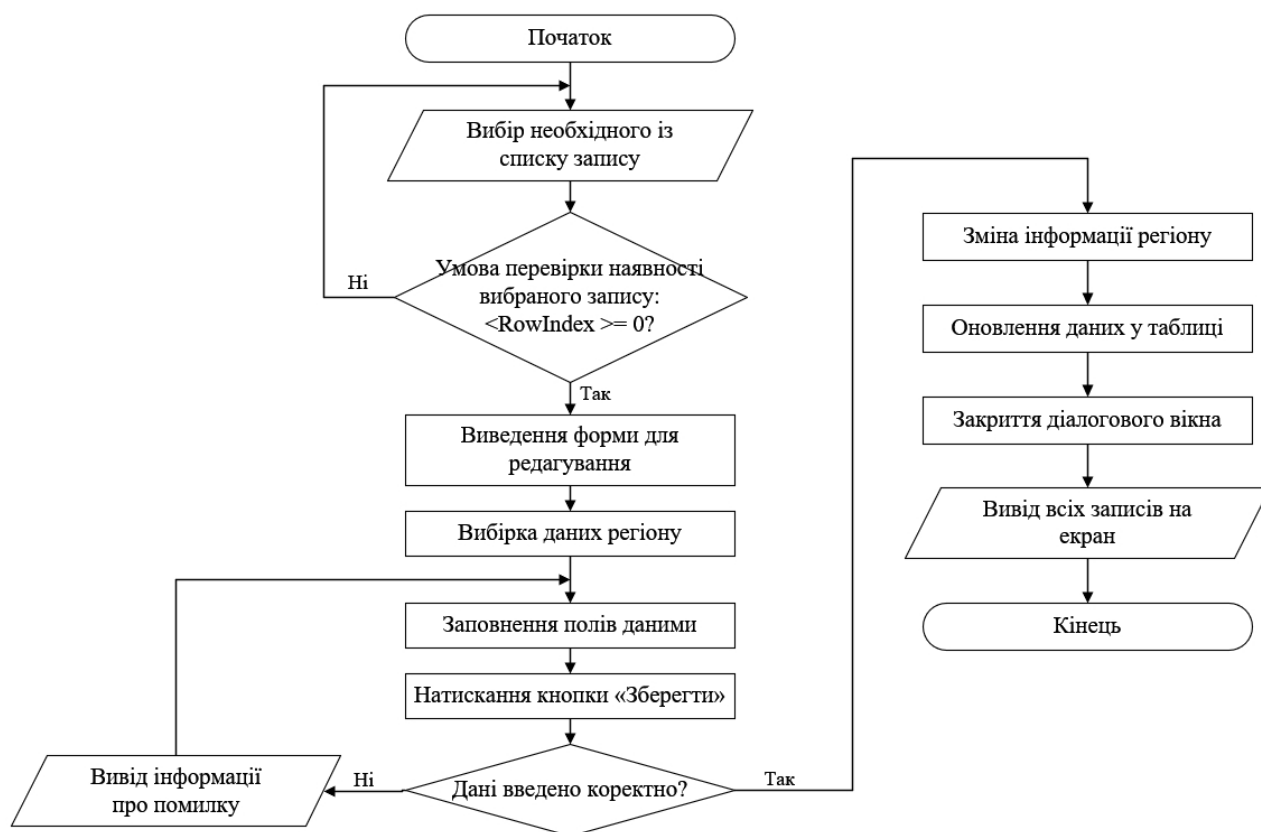 Початок
Вибір необхідного із
списку запису
Умова перевірки наявності
вибраного запису:
<RowIndex >= 0?
Ні
Так
Виведення форми для
редагування
Вибірка даних регіону
Заповнення полів даними
Натискання кнопки «Зберегти»
Дані введено коректно?
Ні
Вивід інформації
про помилку
Так
Зміна інформації регіону
Оновлення даних у таблиці
Закриття діалогового вікна
Вивід всіх записів на
екран
Кінець